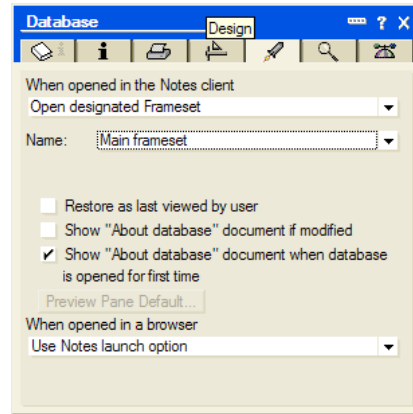 Database
Design
? X
i i
When opened in the Notes client
Open designated Frameset
Name: Main frameset
Restore as last viewed by user
Show "About database" document if modified
Show "About database" document when database
is opened for first time
Preview Pane Default...
When opened in a browser
Use Notes launch option